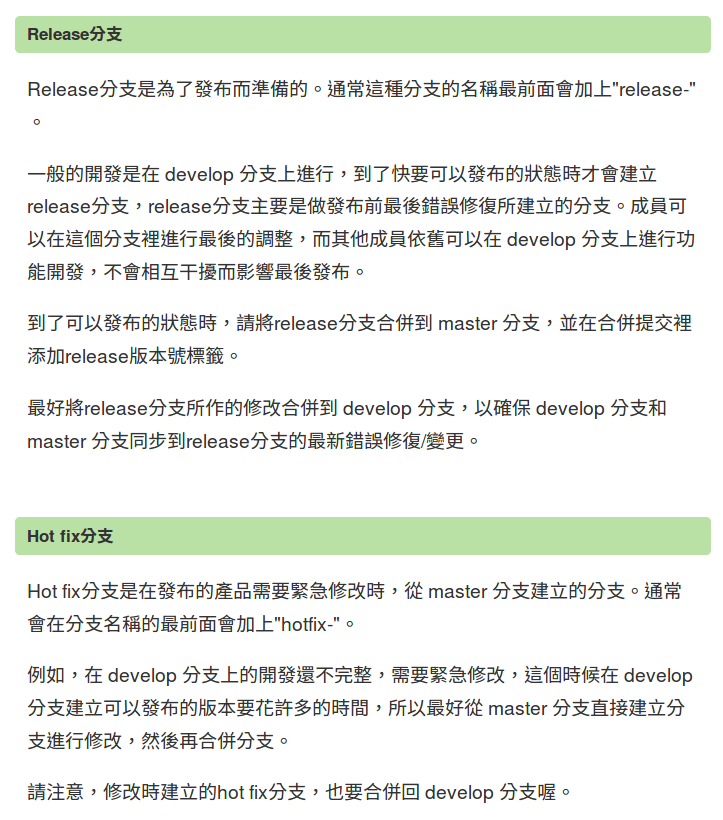 Release分支
Release分支是為了發布而準備的。通常這種分支的名稱最前面會加上"release-"
。
一般的開發是在 develop 分支上進行，到了快要可以發布的狀態時才會建立
release分支，release分支主要是做發布前最後錯誤修復所建立的分支。成員可
以在這個分支裡進行最後的調整，而其他成員依舊可以在 develop 分支上進行功
能開發，不會相互干擾而影響最後發布。
到了可以發布的狀態時，請將release分支合併到 master 分支，並在合併提交裡
添加release版本號標籤。
最好將release分支所作的修改合併到 develop 分支，以確保 develop 分支和
master 分支同步到release分支的最新錯誤修復/變更。
Hot fix分支
Hot fix分支是在發布的產品需要緊急修改時，從 master 分支建立的分支。通常
會在分支名稱的最前面會加上"hotfix-"。
例如，在 develop 分支上的開發還不完整，需要緊急修改，這個時候在 develop
分支建立可以發布的版本要花許多的時間，所以最好從 master 分支直接建立分
支進行修改，然後再合併分支。
請注意，修改時建立的hot fix分支，也要合併回 develop 分支喔。